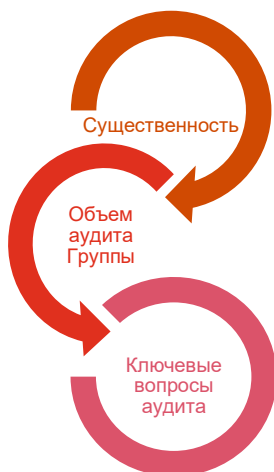 Существенность
Объем
аудита
Группы
Ключевые
вопросы
аудита